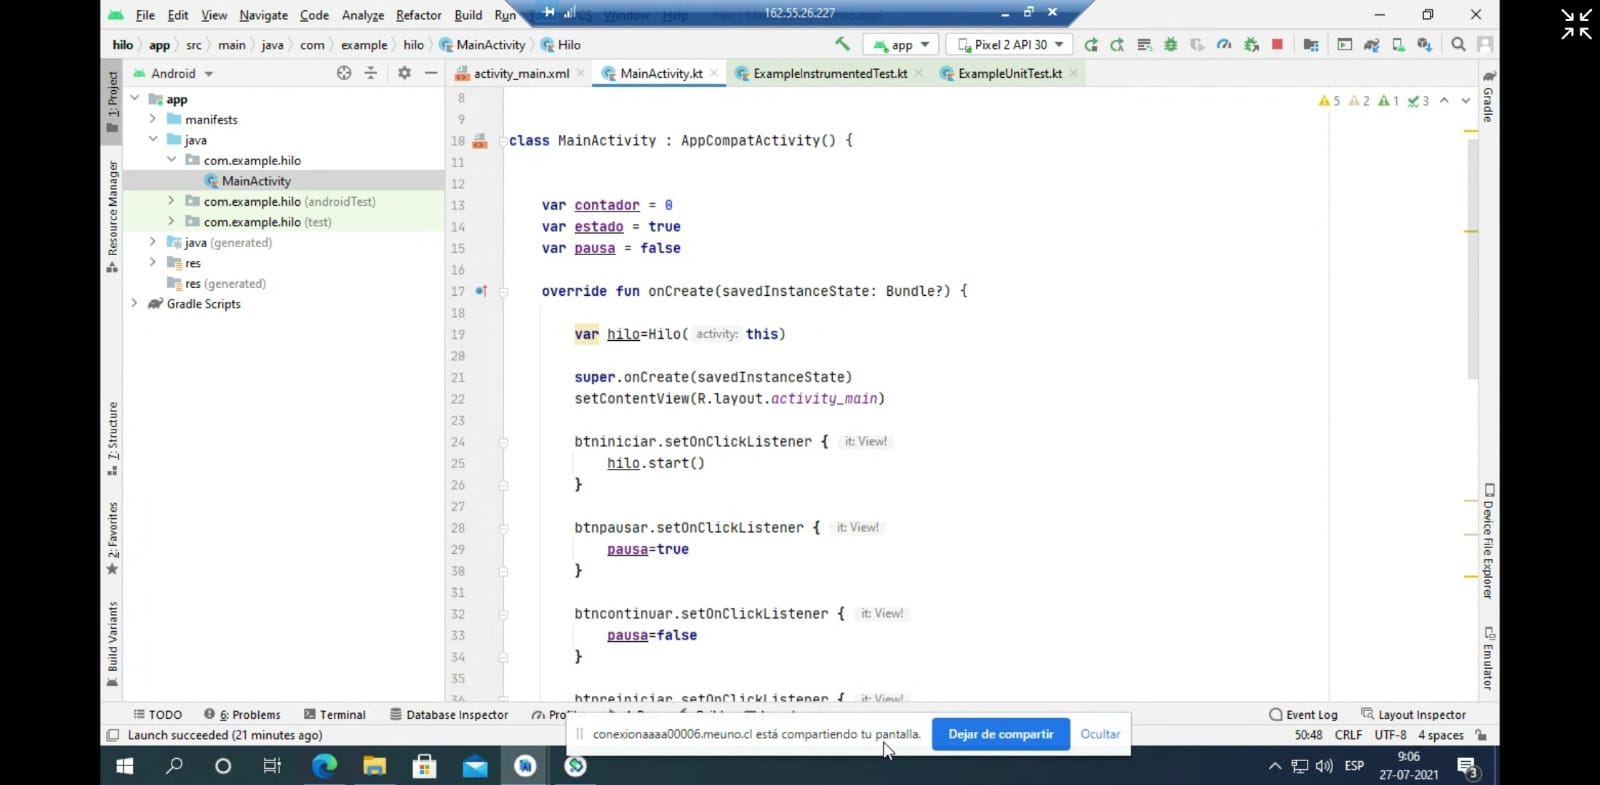 File Edit View Navigate Code Analyze Refactor Build Run Window Help
162.55.26.227
hilo app src main java com example hilo MainActivity Hilo
app Pixel 2 API 30
Android
activity_main.xml MainActivity.kt ExampleInstrumentedTest.kt ExampleUnitTest.kt
1: Project
Resource Manager
7: Structure
2: Favorites
Build Variants
app
manifests
java
com.example.hilo
MainActivity
com.example.hilo (androidTest)
com.example.hilo (test)
java (generated)
res
res (generated)
Gradle Scripts
5 2 1 3
8
9
10 class MainActivity : AppCompatActivity() {
11
12
13 var contador = 0
14 var estado = true
15 var pausa = false
16
17 override fun onCreate(savedInstanceState: Bundle?) {
18
19 var hilo=Hilo( activity: this)
20
21 super.onCreate(savedInstanceState)
22 setContentView(R.layout.activity_main)
23
24 btniniciar.setOnClickListener { it: View!
25 hilo.start()
26 }
27
28 btnpausar.setOnClickListener { it: View!
29 pausa=true
30 }
31
32 btncontinuar.setOnClickListener { it: View!
33 pausa=false
34 }
35
36 btnreiniciar.setOnClickListener { it: View!
Gradle
Device File Explorer
Emulator
TODO 6: Problems Terminal Database Inspector
Event Log Layout Inspector
Launch succeeded (21 minutes ago)
50:48 CRLF UTF-8 4 spaces
conexionaaaa00006.meuno.cl está compartiendo tu pantalla. Dejar de compartir Ocultar
ESP
9:06
27-07-2021
3